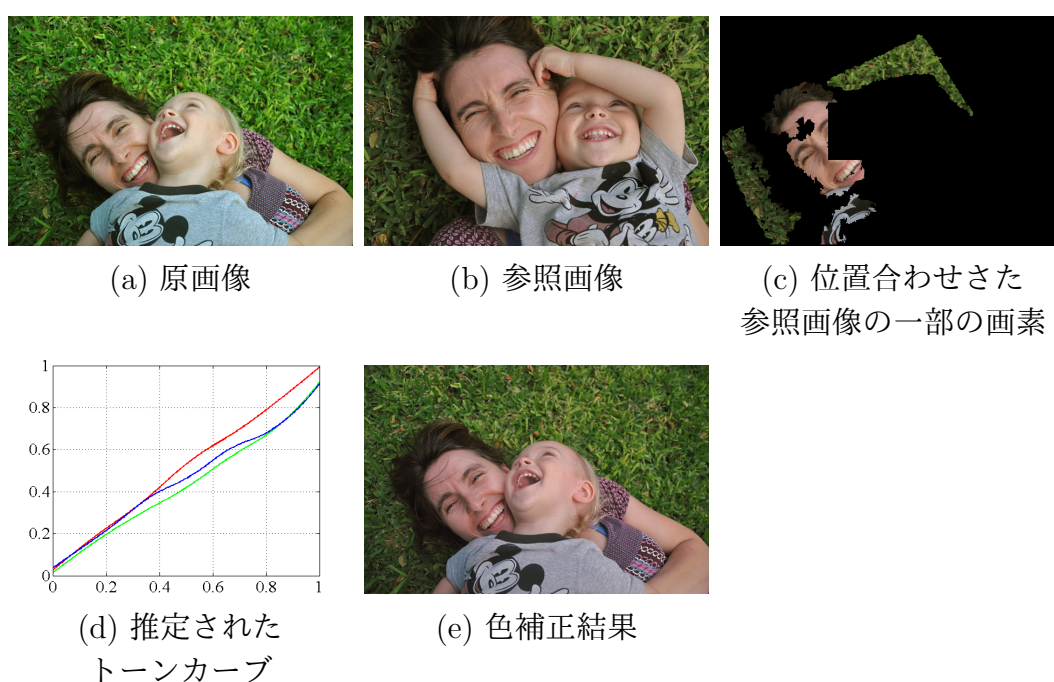 (a) 原画像
(b) 参照画像
(c) 位置合わせさた
参照画像の一部の画素
1
0.8
0.6
0.4
0.2
0
0 0.2 0.4 0.6 0.8 1
(d) 推定された
トーンカーブ
(e) 色補正結果